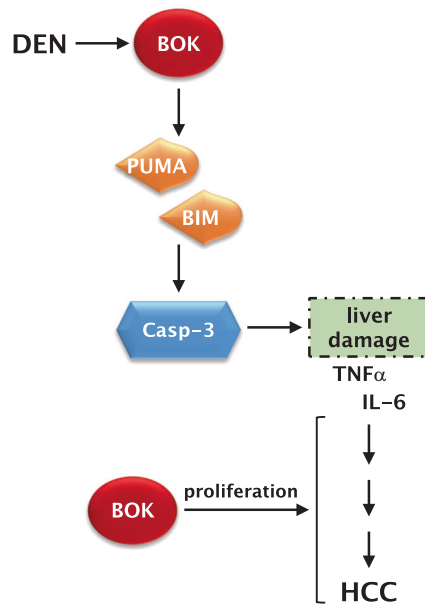 DEN
BOK
PUMA
BIM
Casp-3
liver
damage
TNFα
IL-6
proliferation
BOK
HCC